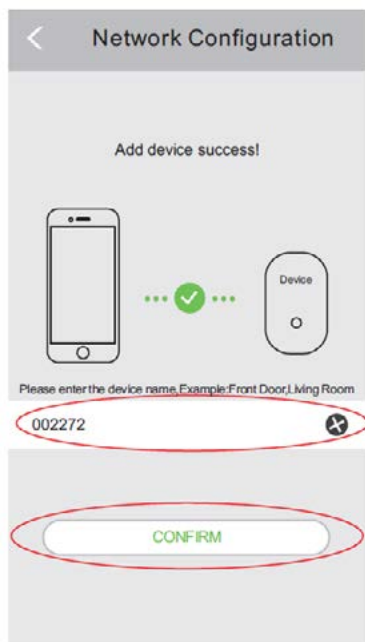 Network Configuration
Add device success!
Device
Please enter the device name,Example:Front Door,Living Room
002272
CONFIRM